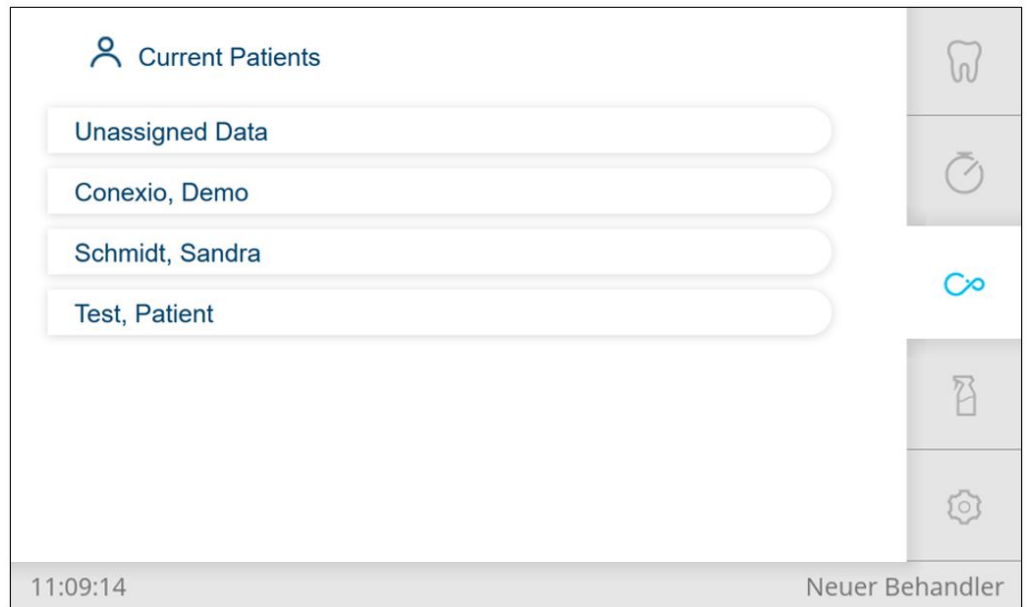 Current Patients
Unassigned Data
Conexio, Demo
Schmidt, Sandra
Test, Patient
11:09:14
Neuer Behandler